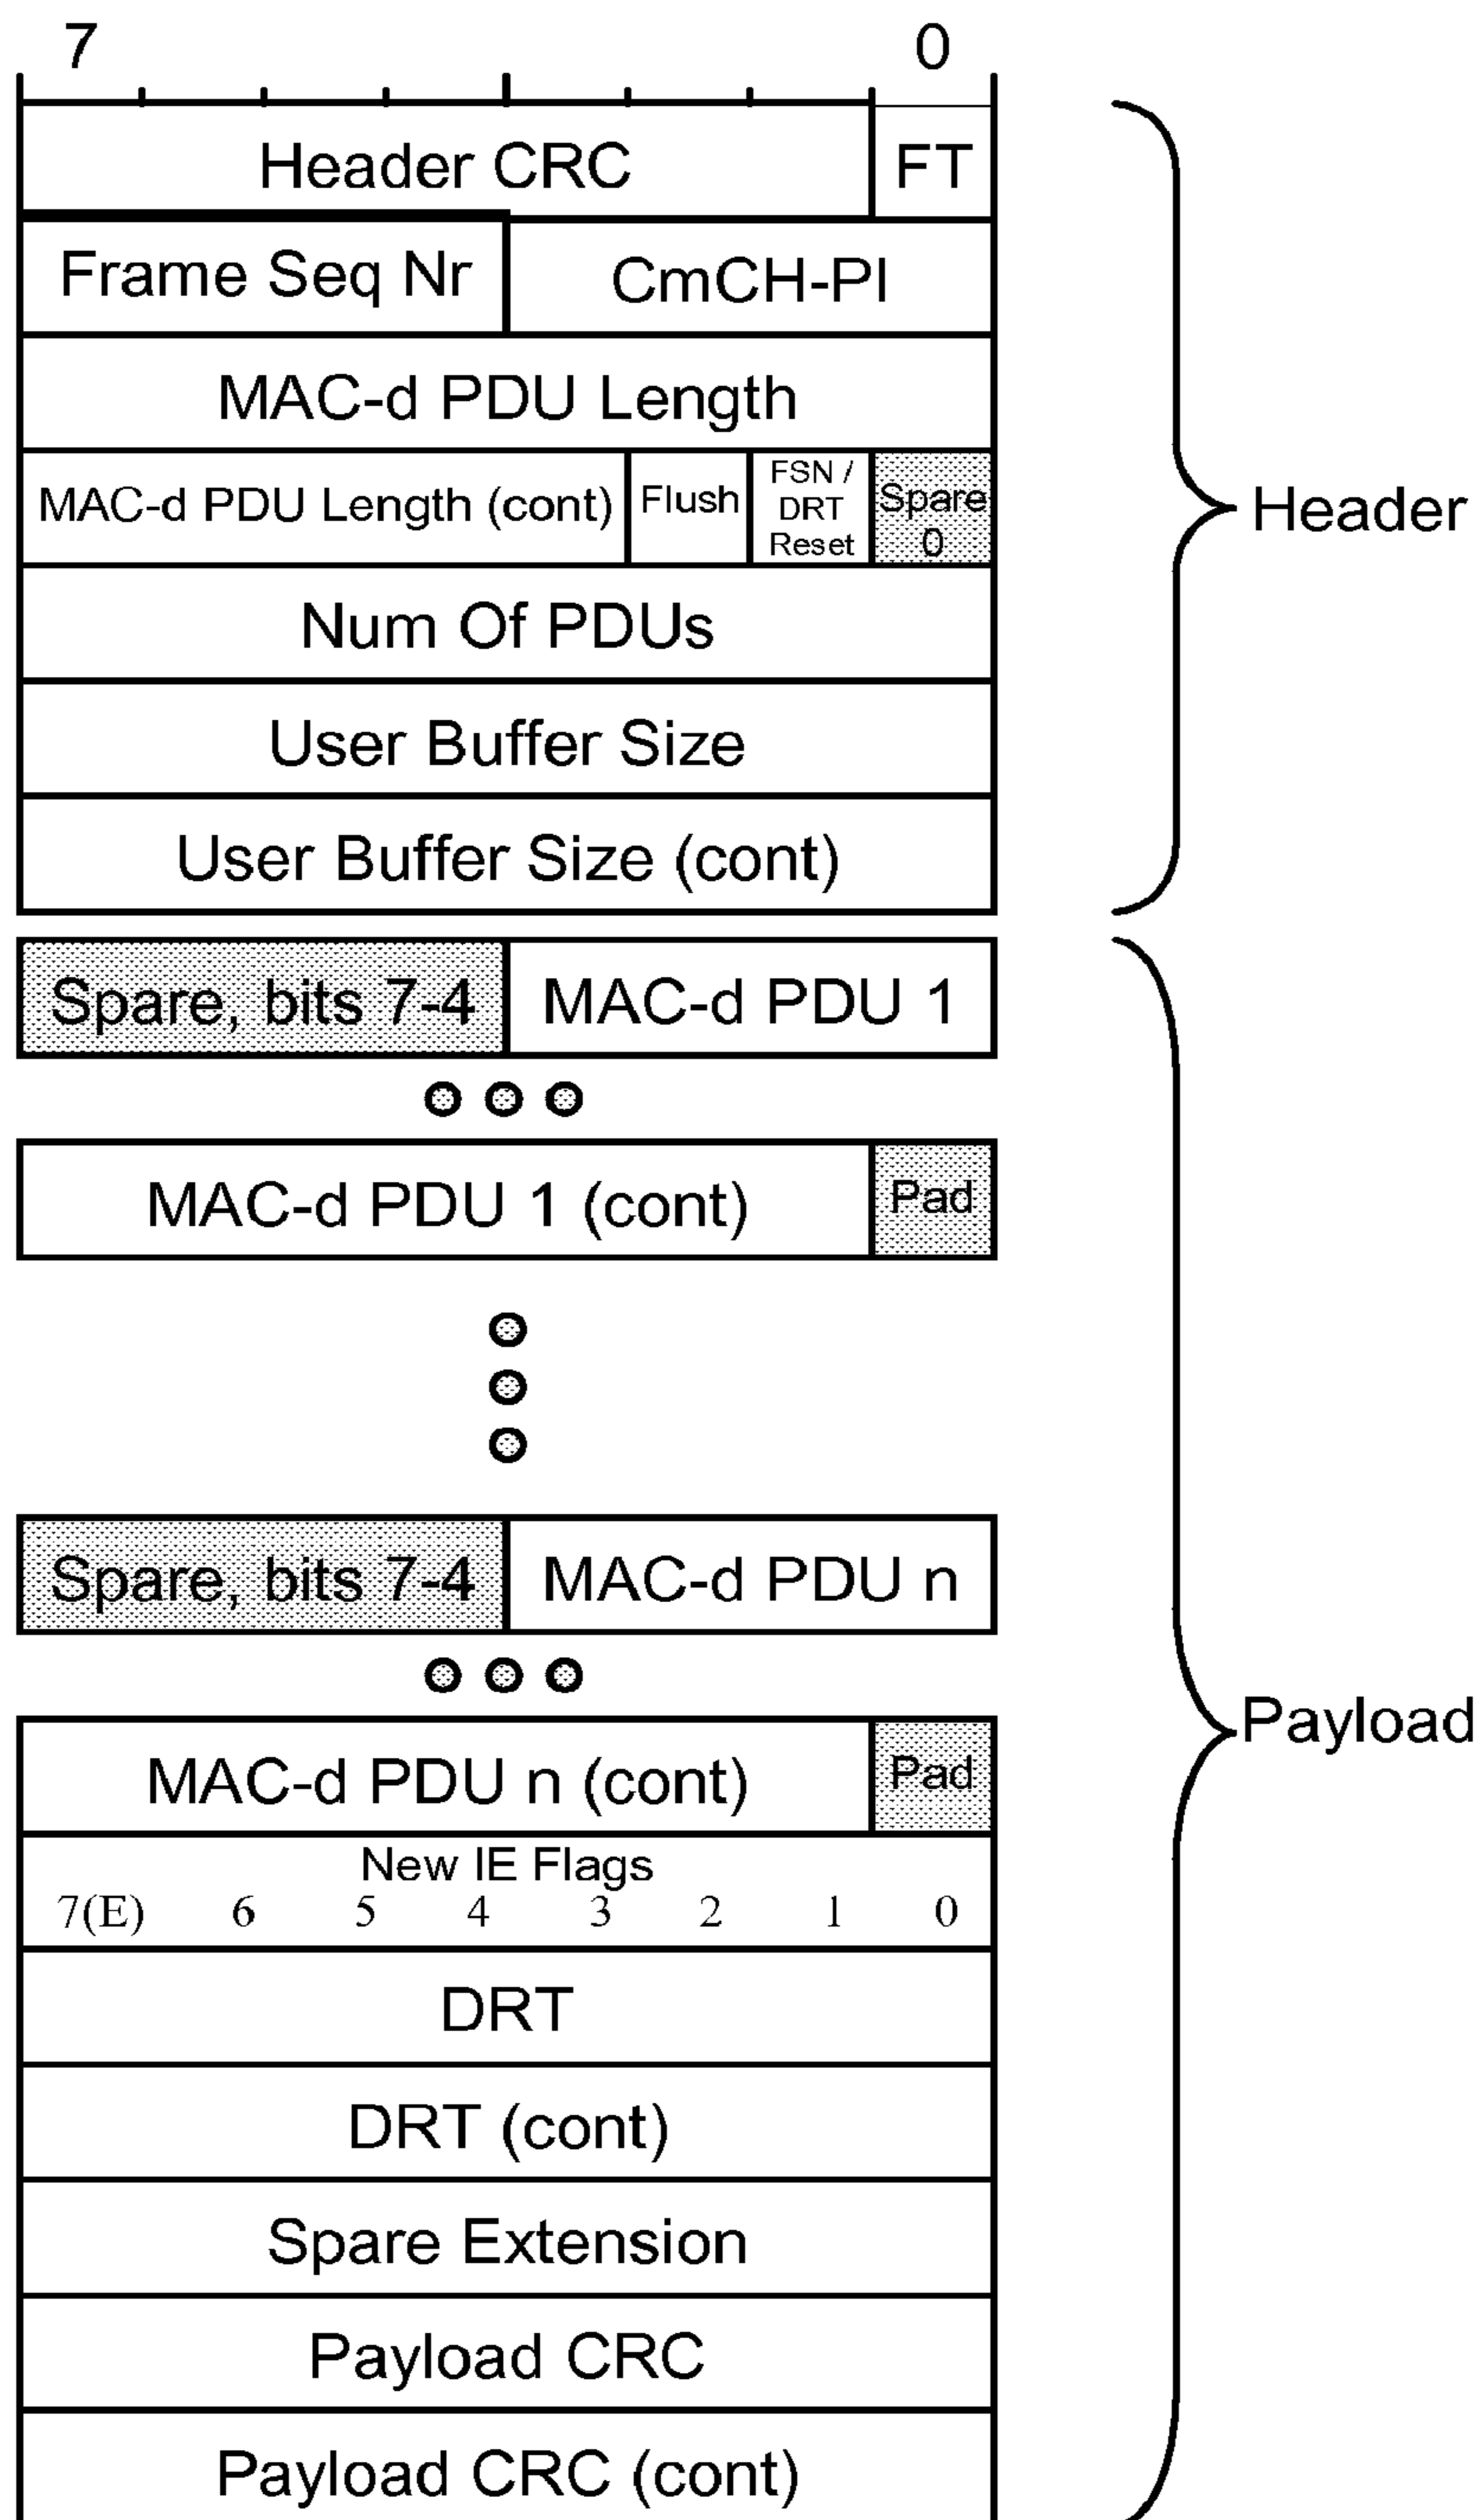 7 0
Header CRC FT
Frame Seq Nr CmCH-PI
MAC-d PDU Length
MAC-d PDU Length (cont) Flush FSN / DRT Reset Spare 0
Header
Num Of PDUs
User Buffer Size
User Buffer Size (cont)
Spare, bits 7-4 MAC-d PDU 1
MAC-d PDU 1 (cont) Pad
Spare, bits 7-4 MAC-d PDU n
Payload
MAC-d PDU n (cont) Pad
New IE Flags
7(E) 6 5 4 3 2 1 0
DRT
DRT (cont)
Spare Extension
Payload CRC
Payload CRC (cont)